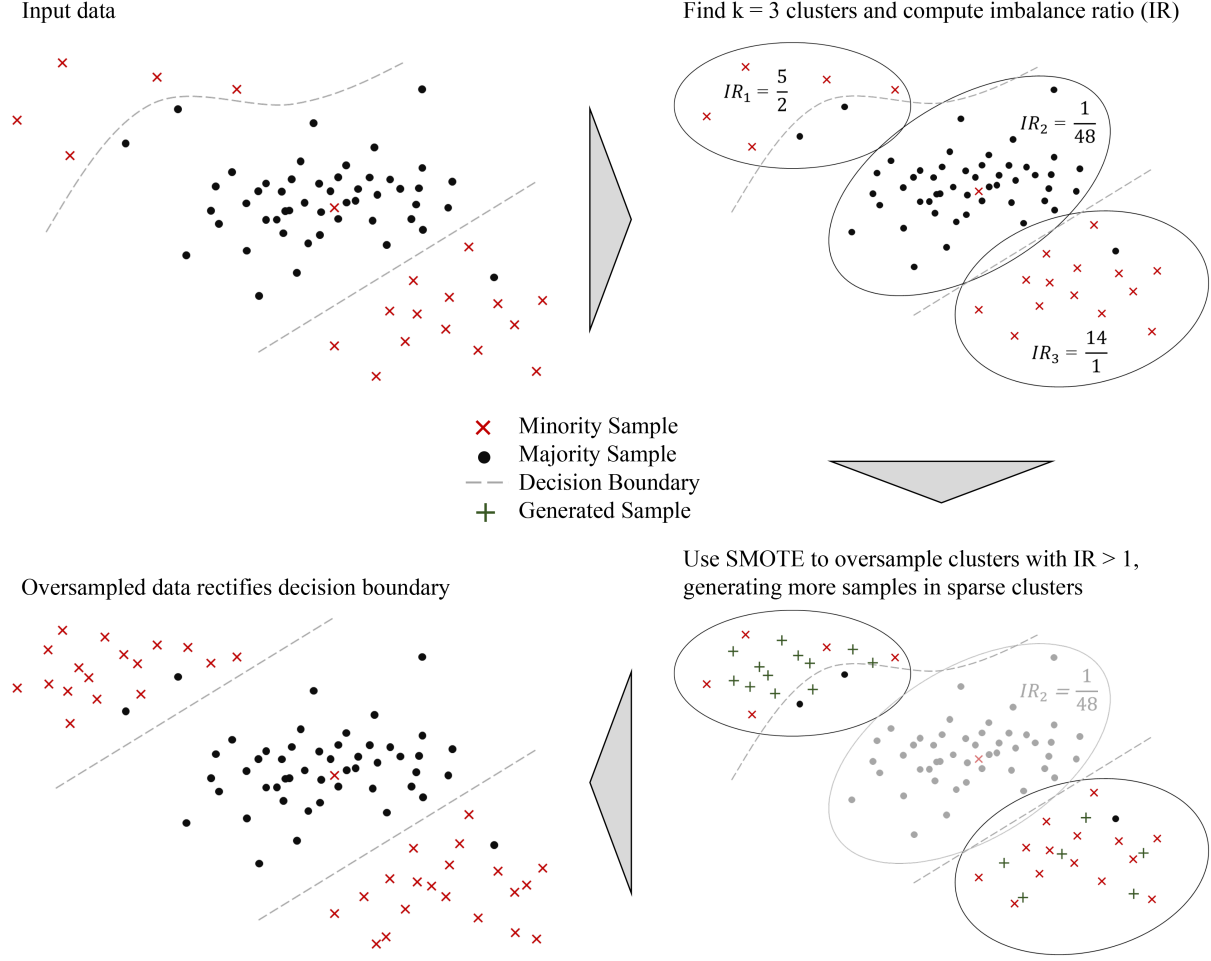 Input data
Find k = 3 clusters and compute imbalance ratio (IR)
IR₁ = 5/2
IR₂ = 1/48
IR₃ = 14/1
Minority Sample
Majority Sample
Decision Boundary
Generated Sample
Use SMOTE to oversample clusters with IR > 1,
generating more samples in sparse clusters
Oversampled data rectifies decision boundary
IR₂ = 1/48